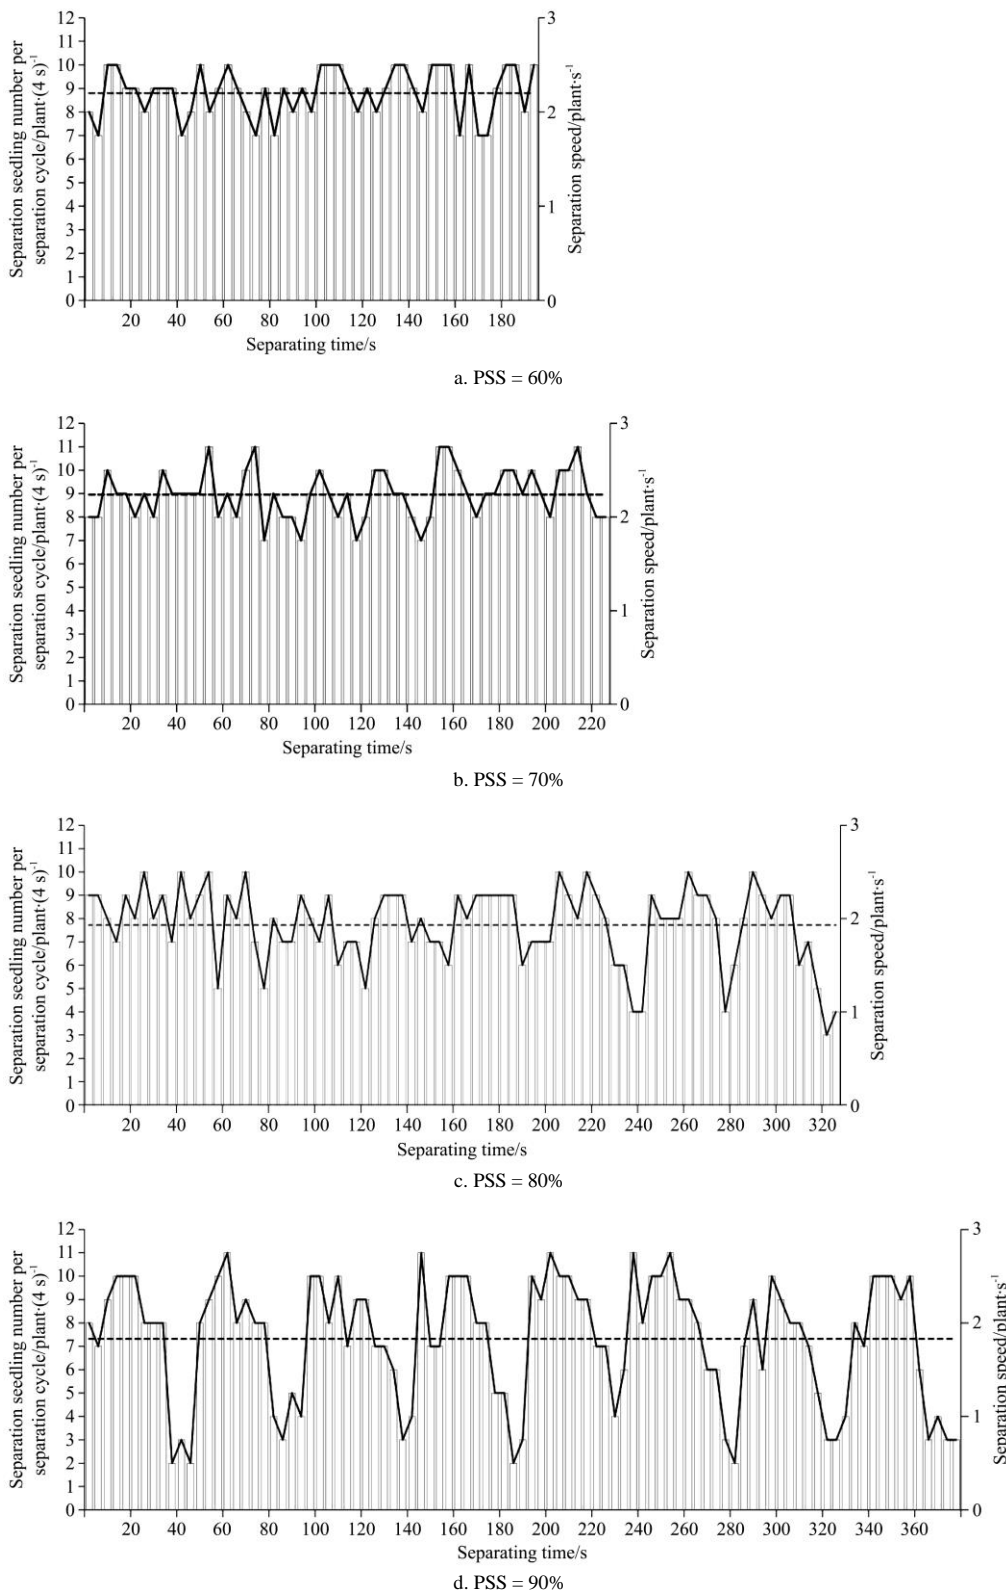 Separation seedling number per
separation cycle/plant·(4 s)⁻¹
12
11
10
9
8
7
6
5
4
3
2
1
0
3
2
1
0
Separation speed/plant·s⁻¹
20 40 60 80 100 120 140 160 180
Separating time/s
a. PSS = 60%
Separation seedling number per
separation cycle/plant·(4 s)⁻¹
12
11
10
9
8
7
6
5
4
3
2
1
0
3
2
1
0
Separation speed/plant·s⁻¹
20 40 60 80 100 120 140 160 180 200 220
Separating time/s
b. PSS = 70%
Separation seedling number per
separation cycle/plant·(4 s)⁻¹
12
11
10
9
8
7
6
5
4
3
2
1
0
3
2
1
0
Separation speed/plant·s⁻¹
20 40 60 80 100 120 140 160 180 200 220 240 260 280 300 320
Separating time/s
c. PSS = 80%
Separation seedling number per
separation cycle/plant·(4 s)⁻¹
12
11
10
9
8
7
6
5
4
3
2
1
0
3
2
1
0
Separation speed/plant·s⁻¹
20 40 60 80 100 120 140 160 180 200 220 240 260 280 300 320 340 360
Separating time/s
d. PSS = 90%